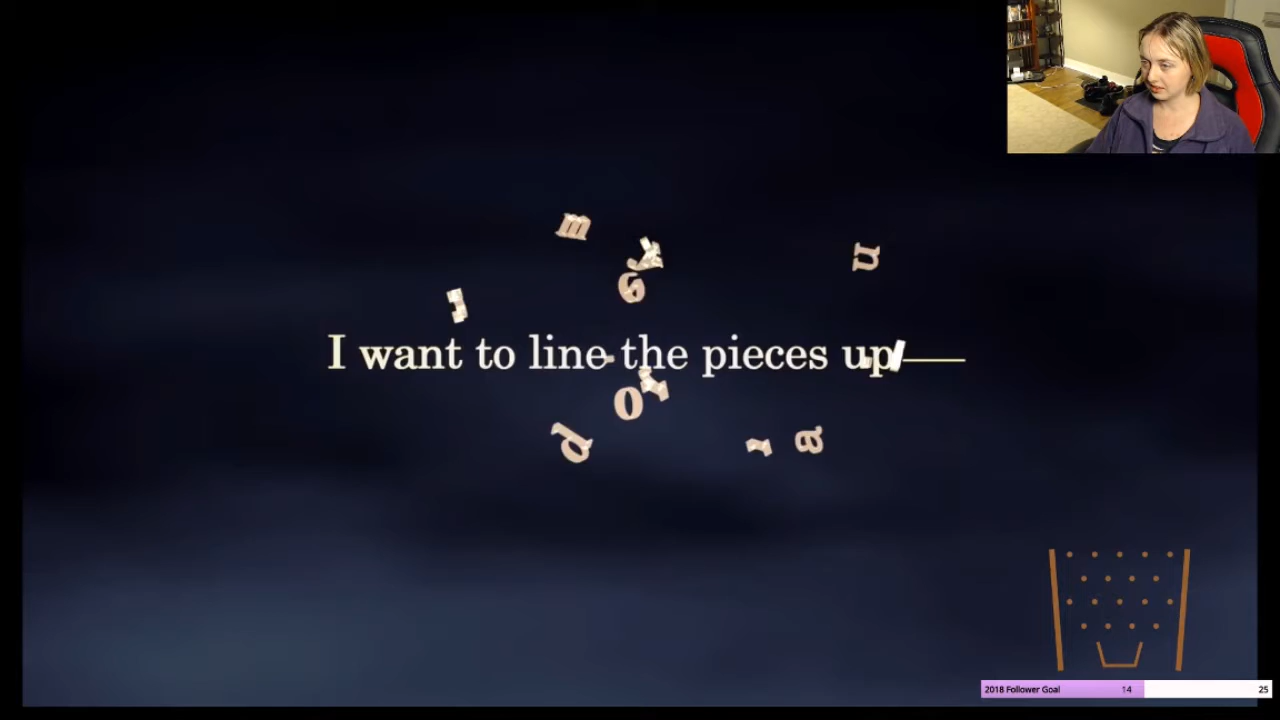 m
u
I want to line the pieces up
o
d
a
2018 Follower Goal 14 25